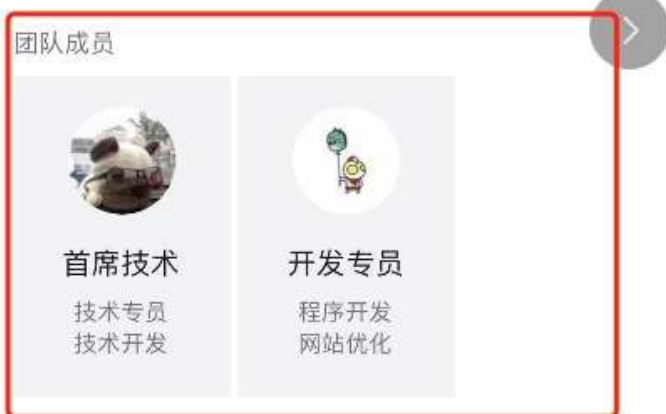 团队成员
首席技术
技术专员
技术开发
开发专员
程序开发
网站优化